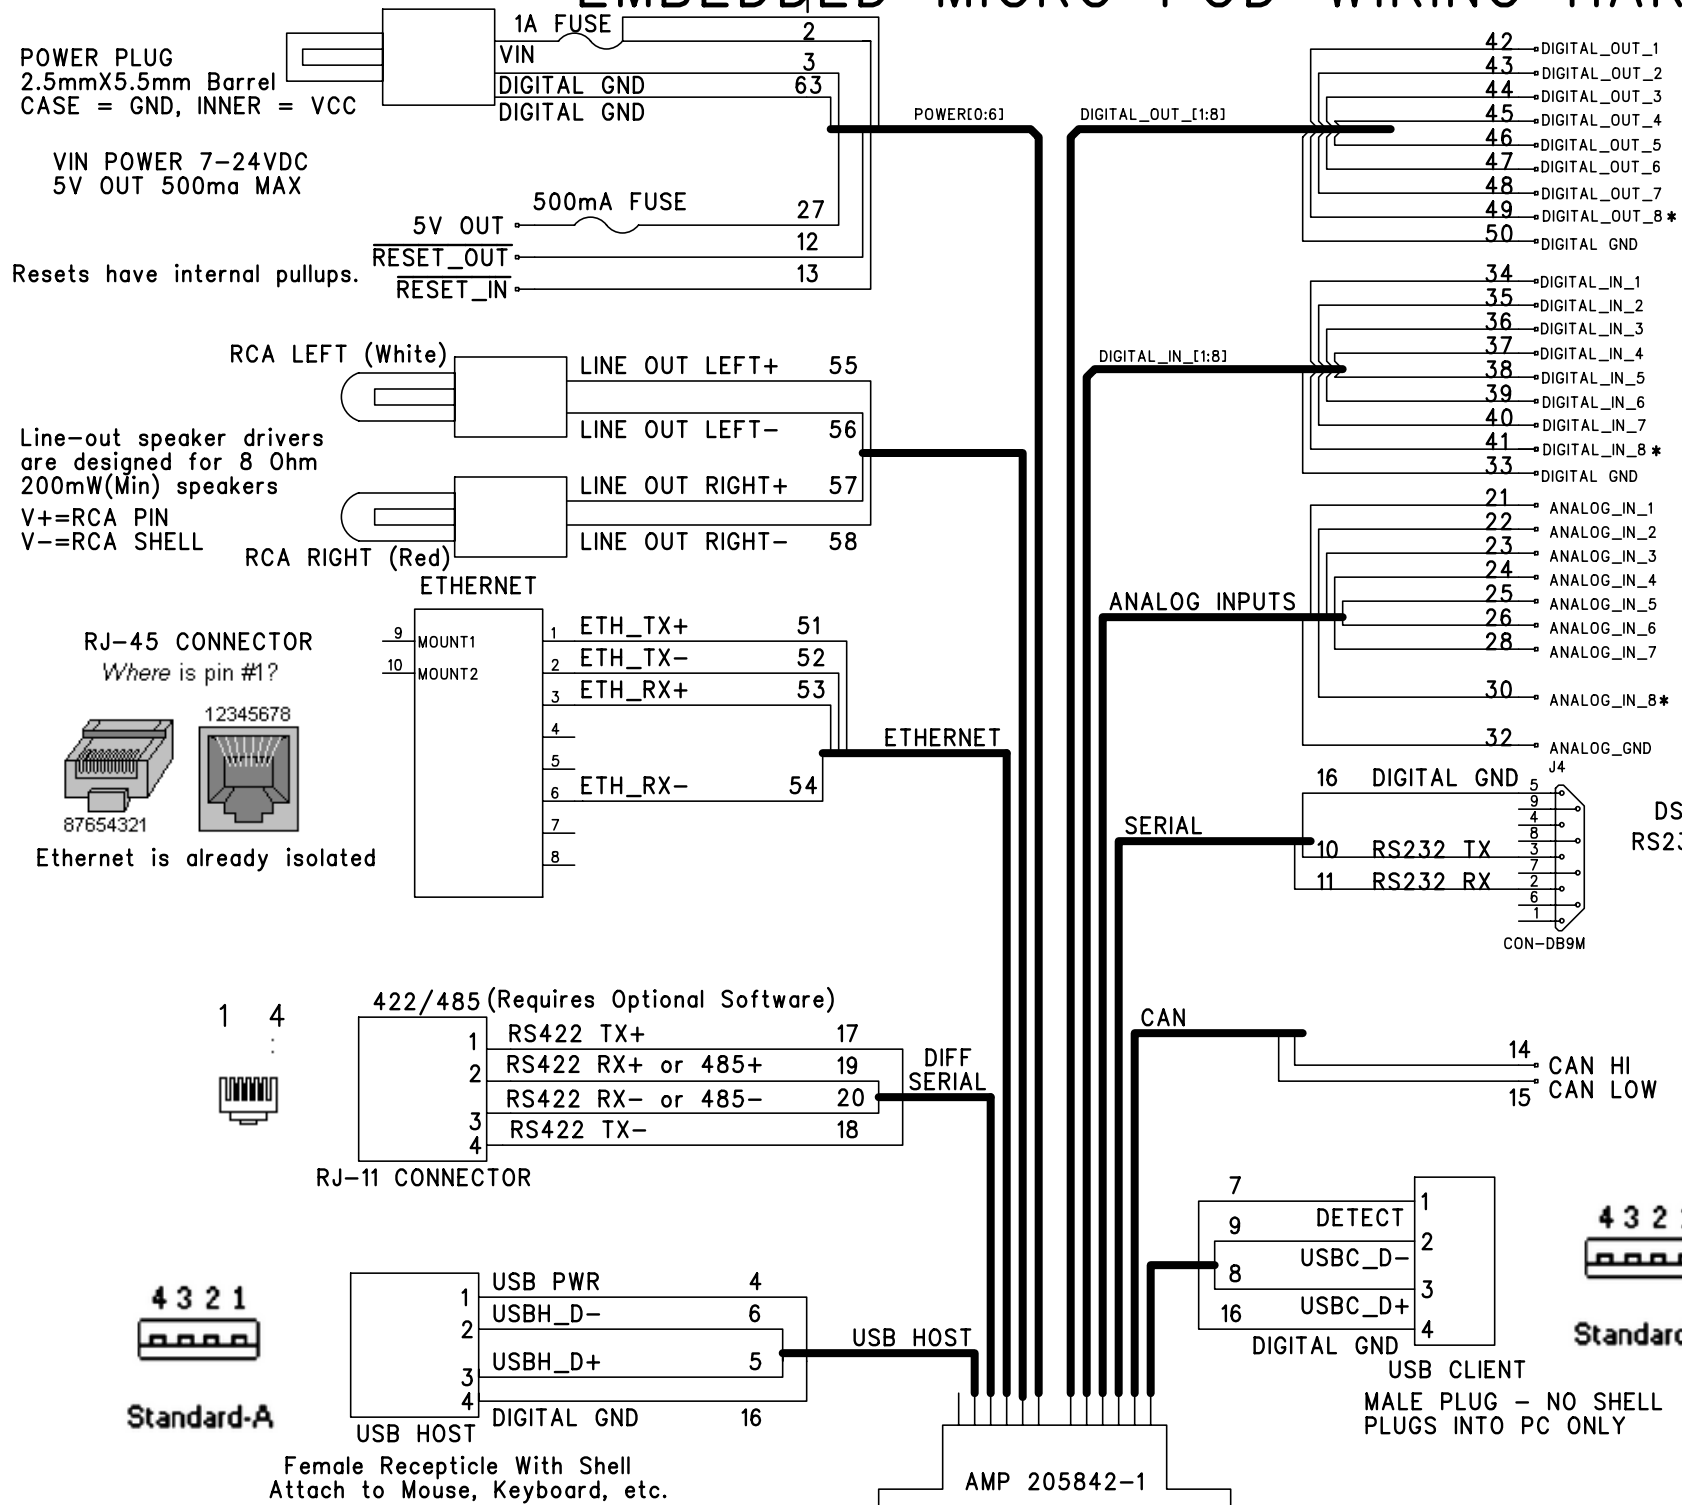 EMBEDDED MICRO POD WIRING HAR
POWER PLUG
2.5mmX5.5mm Barrel
CASE = GND, INNER = VCC
1A FUSE
2
VIN
3
DIGITAL GND
63
DIGITAL GND
VIN POWER 7-24VDC
5V OUT 500ma MAX
500mA FUSE
5V OUT
27
RESET_OUT
12
RESET_IN
13
Resets have internal pullups.
POWER[0:6]
RCA LEFT (White)
LINE OUT LEFT+ 55
LINE OUT LEFT- 56
Line-out speaker drivers
are designed for 8 Ohm
200mW(Min) speakers
V+=RCA PIN
V-=RCA SHELL
LINE OUT RIGHT+ 57
LINE OUT RIGHT- 58
RCA RIGHT (Red)
ETHERNET
RJ-45 CONNECTOR
Where is pin #1?
12345678
87654321
Ethernet is already isolated
9 MOUNT1
10 MOUNT2
1 ETH_TX+ 51
2 ETH_TX- 52
3 ETH_RX+ 53
4
5
6 ETH_RX- 54
7
8
ETHERNET
422/485 (Requires Optional Software)
1 4
1 RS422 TX+ 17
2 RS422 RX+ or 485+ 19
3 RS422 RX- or 485- 20
4 RS422 TX- 18
DIFF
SERIAL
RJ-11 CONNECTOR
4 3 2 1
Standard-A
1 USB PWR 4
2 USBH_D- 6
3 USBH_D+ 5
4 DIGITAL GND 16
USB HOST
USB HOST
Female Recepticle With Shell
Attach to Mouse, Keyboard, etc.
DIGITAL_OUT_[1:8]
42 DIGITAL_OUT_1
43 DIGITAL_OUT_2
44 DIGITAL_OUT_3
45 DIGITAL_OUT_4
46 DIGITAL_OUT_5
47 DIGITAL_OUT_6
48 DIGITAL_OUT_7
49 DIGITAL_OUT_8*
50 DIGITAL GND
DIGITAL_IN_[1:8]
34 DIGITAL_IN_1
35 DIGITAL_IN_2
36 DIGITAL_IN_3
37 DIGITAL_IN_4
38 DIGITAL_IN_5
39 DIGITAL_IN_6
40 DIGITAL_IN_7
41 DIGITAL_IN_8*
33 DIGITAL GND
ANALOG INPUTS
21 ANALOG_IN_1
22 ANALOG_IN_2
23 ANALOG_IN_3
24 ANALOG_IN_4
25 ANALOG_IN_5
26 ANALOG_IN_6
28 ANALOG_IN_7
30 ANALOG_IN_8*
32 ANALOG_GND
J4
SERIAL
16 DIGITAL GND 5
9
4
8
10 RS232 TX 3
7
11 RS232 RX 2
6
1
CON-DB9M
DS
RS23
CAN
14 CAN HI
15 CAN LOW
7 DETECT 1
9 USBC_D- 2
8 USBC_D+ 3
16 DIGITAL GND 4
USB CLIENT
MALE PLUG - NO SHELL
PLUGS INTO PC ONLY
4 3 2
Standard
AMP 205842-1